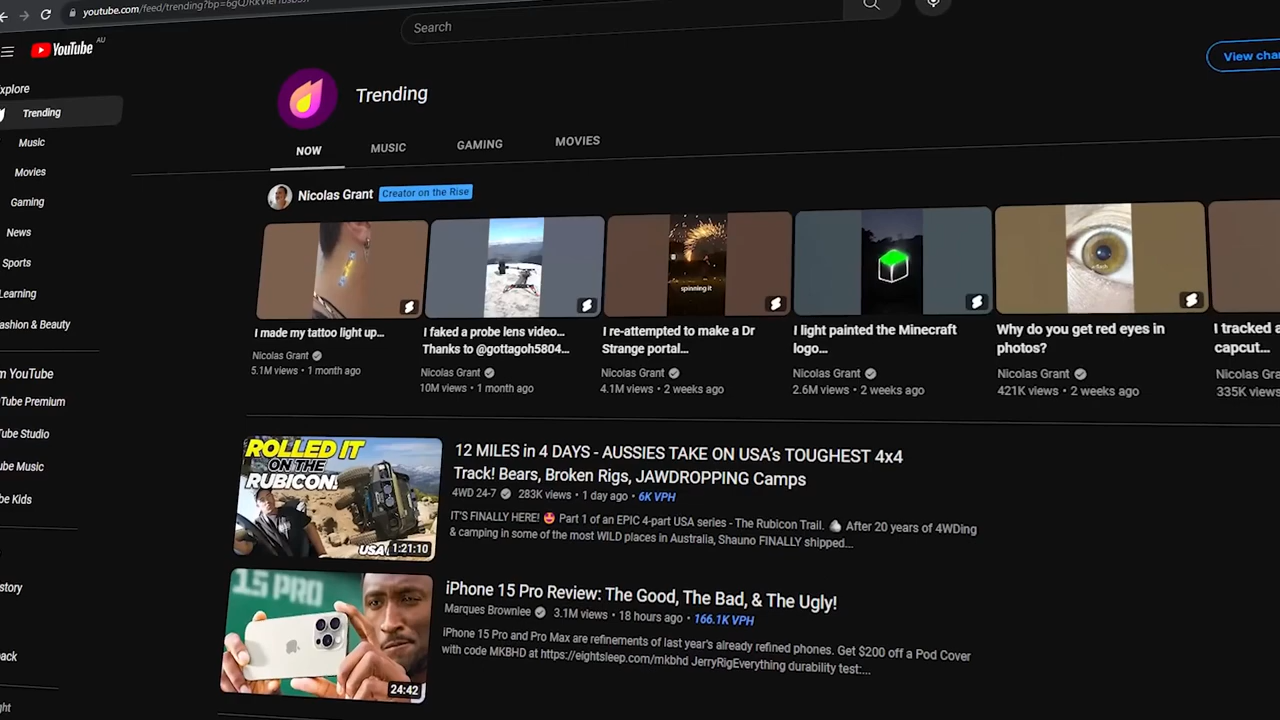 youtube.com/feed/trending?bp=6gQJRkVleHBsb3Jl
YouTube AU
Search
View chan
xplore
Trending
Music
Movies
Gaming
News
Sports
Learning
ashion & Beauty
m YouTube
Tube Premium
Tube Studio
ube Music
be Kids
story
back
ght
Trending
NOW
MUSIC
GAMING
MOVIES
Nicolas Grant Creator on the Rise
I made my tattoo light up...
Nicolas Grant
5.1M views • 1 month ago
I faked a probe lens video...
Thanks to @gottagoh5804...
Nicolas Grant
10M views • 1 month ago
spinning it
I re-attempted to make a Dr
Strange portal...
Nicolas Grant
4.1M views • 2 weeks ago
I light painted the Minecraft
logo...
Nicolas Grant
2.6M views • 2 weeks ago
Why do you get red eyes in
photos?
Nicolas Grant
421K views • 2 weeks ago
I tracked a
capcut...
Nicolas Gran
335K views
ROLLED IT
ON THE
RUBICON!
USA
1:21:10
12 MILES in 4 DAYS - AUSSIES TAKE ON USA's TOUGHEST 4x4
Track! Bears, Broken Rigs, JAWDROPPING Camps
4WD 24-7 283K views • 1 day ago • 6K VPH
IT'S FINALLY HERE! 🤩 Part 1 of an EPIC 4-part USA series - The Rubicon Trail. After 20 years of 4WDing
& camping in some of the most WILD places in Australia, Shauno FINALLY shipped...
15 PRO
24:42
iPhone 15 Pro Review: The Good, The Bad, & The Ugly!
Marques Brownlee 3.1M views • 18 hours ago • 166.1K VPH
iPhone 15 Pro and Pro Max are refinements of last year's already refined phones. Get $200 off a Pod Cover
with code MKBHD at https://eightsleep.com/mkbhd JerryRigEverything durability test:...